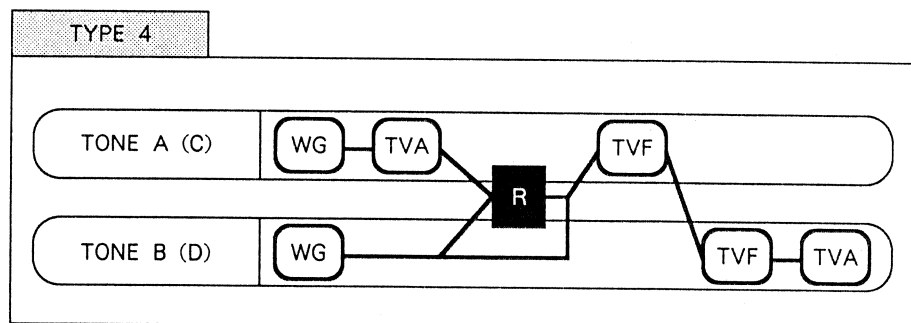 TYPE 4
TONE A (C) WG TVA TVF
R
TONE B (D) WG TVF TVA